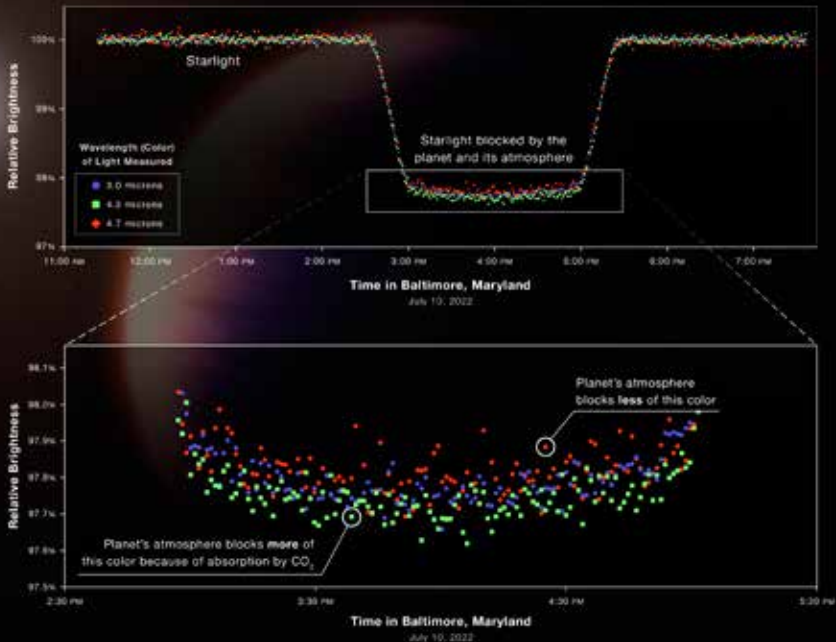 100%
Starlight
99%
Relative Brightness
Starlight blocked by the
planet and its atmosphere
Wavelength (Color)
of Light Measured
3.0 microns
4.3 microns
4.7 microns
98%
97%
11:00 AM 12:00 PM 1:00 PM 2:00 PM 3:00 PM 4:00 PM 5:00 PM 6:00 PM 7:00 PM
Time in Baltimore, Maryland
July 10, 2022
98.1%
98.0%
97.9%
97.8%
97.7%
97.6%
97.5%
Relative Brightness
Planet's atmosphere
blocks less of this color
Planet's atmosphere blocks more of
this color because of absorption by CO₂
2:30 PM 3:30 PM 4:30 PM 5:30 PM
Time in Baltimore, Maryland
July 10, 2022